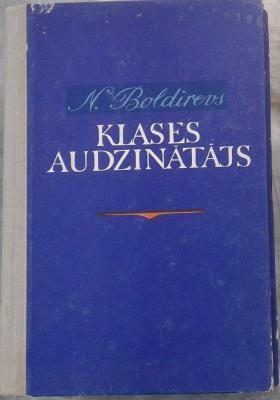 N. Boldirevs
KLASES
AUDZINĀTĀJS